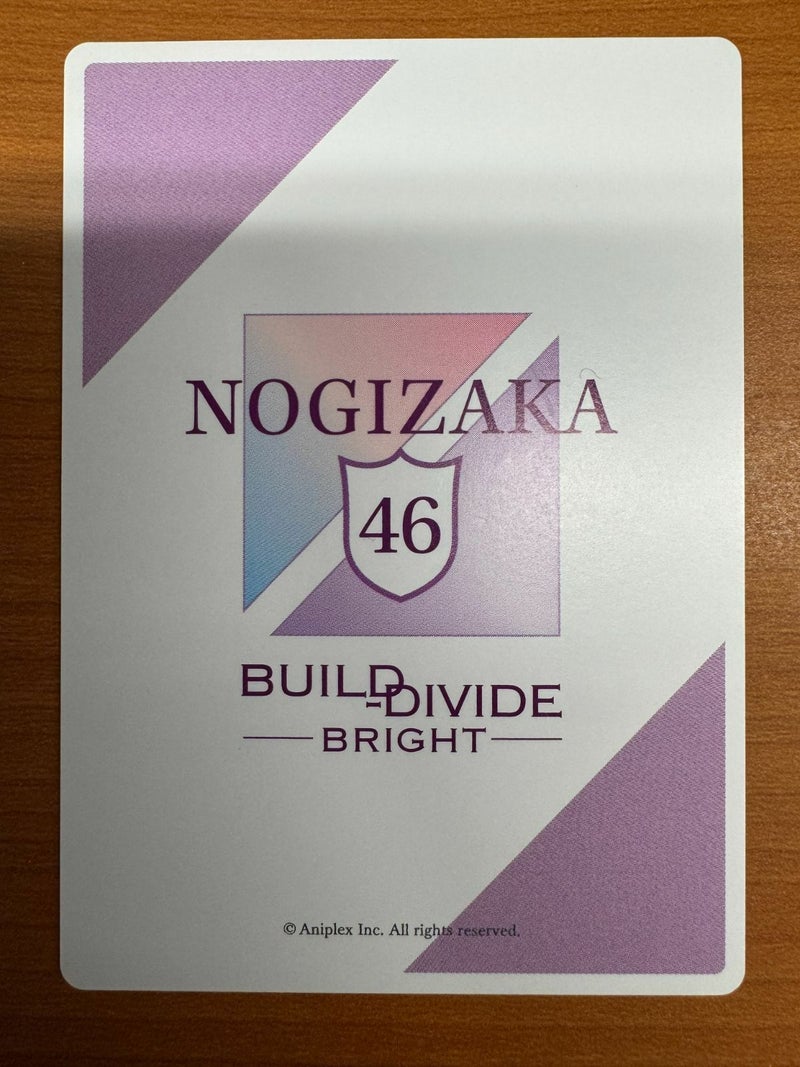 NOGIZAKA
46
BUILD-DIVIDE
BRIGHT
© Aniplex Inc. All rights reserved.